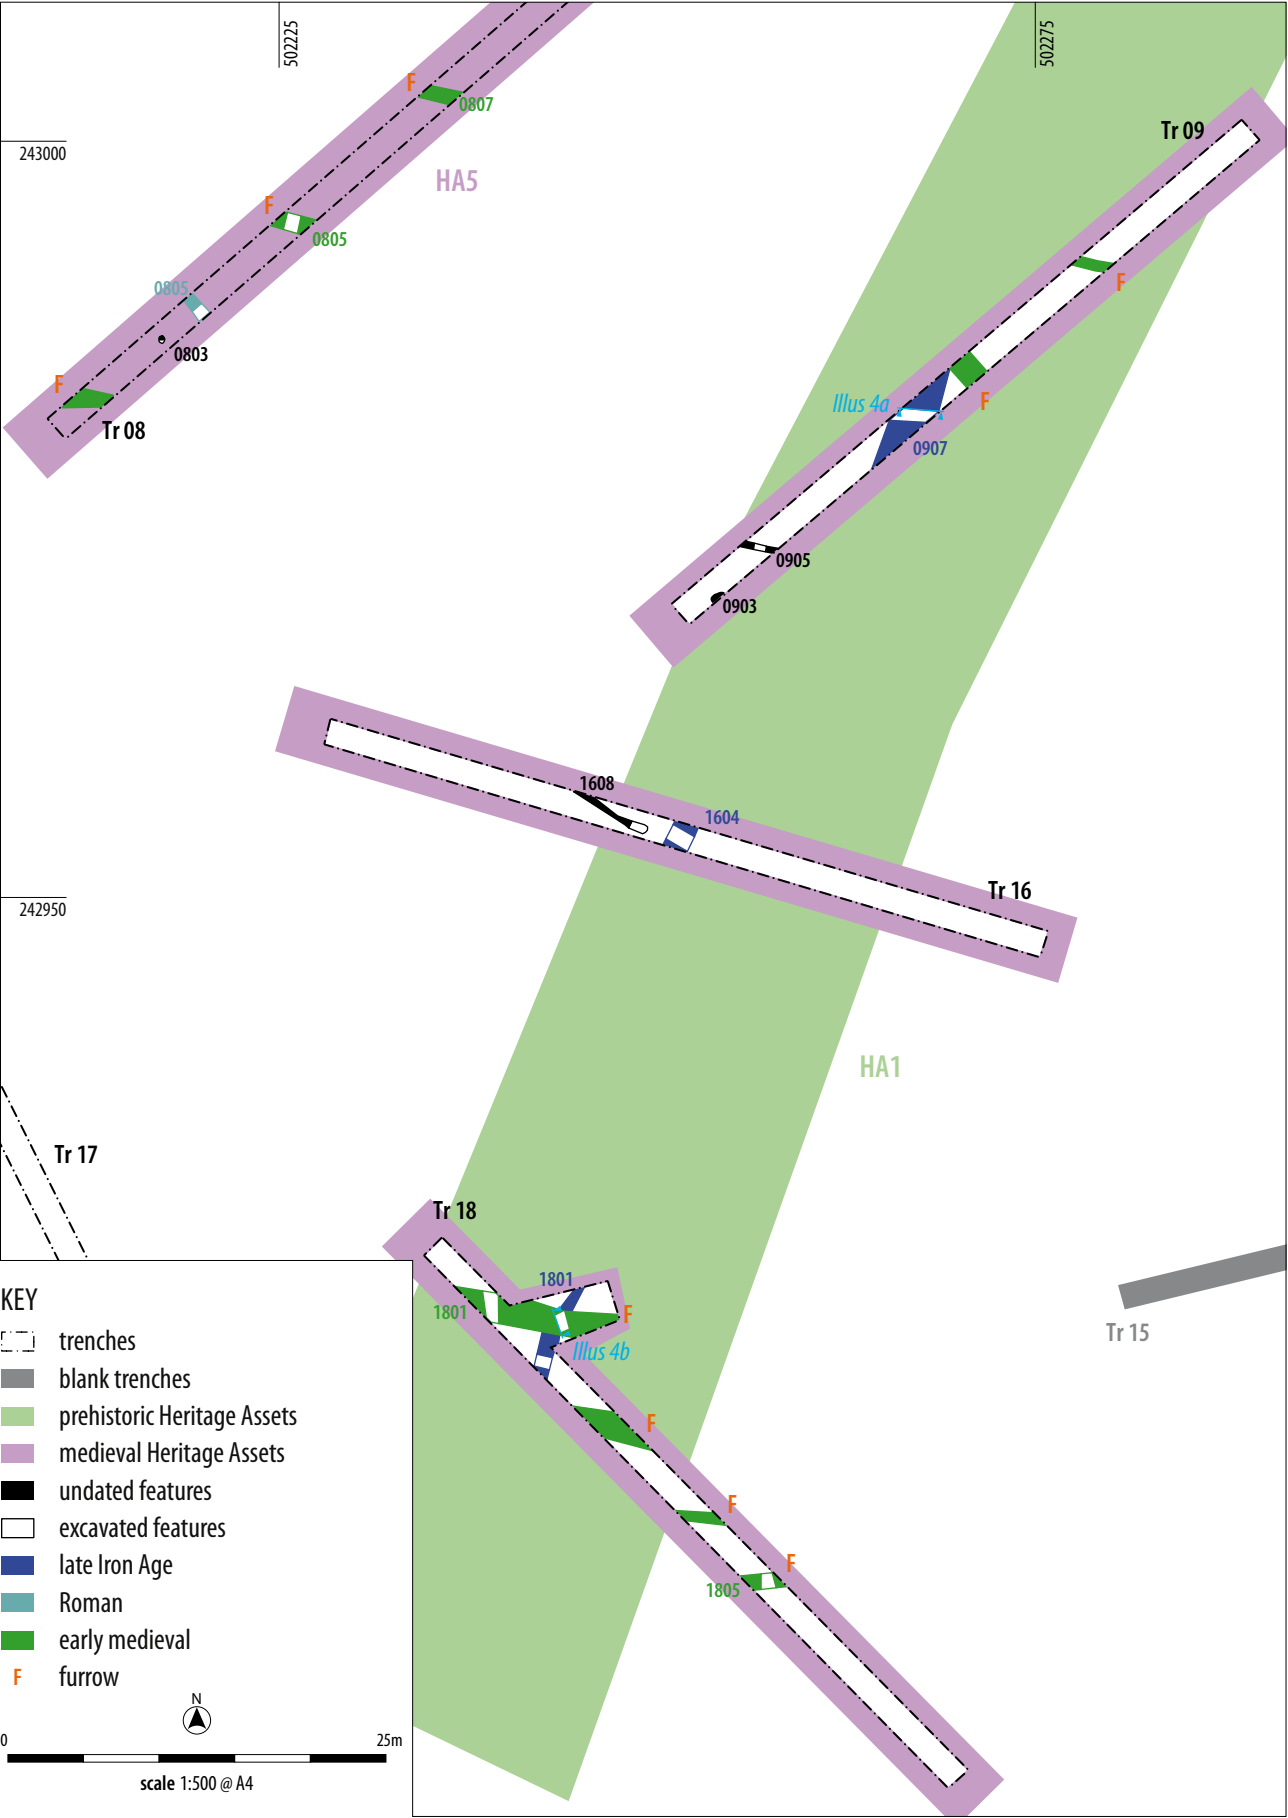 502225
502275
F
0807
Tr 09
243000
HA5
F
0805
F
0805
0803
F
Illus 4a
F
Tr 08
0907
0905
0903
1608
1604
Tr 16
242950
HA1
Tr 17
Tr 18
1801
1801
F
Tr 15
Illus 4b
F
F
F
1805
KEY
trenches
blank trenches
prehistoric Heritage Assets
medieval Heritage Assets
undated features
excavated features
late Iron Age
Roman
early medieval
F furrow
N
0 25m
scale 1:500 @ A4